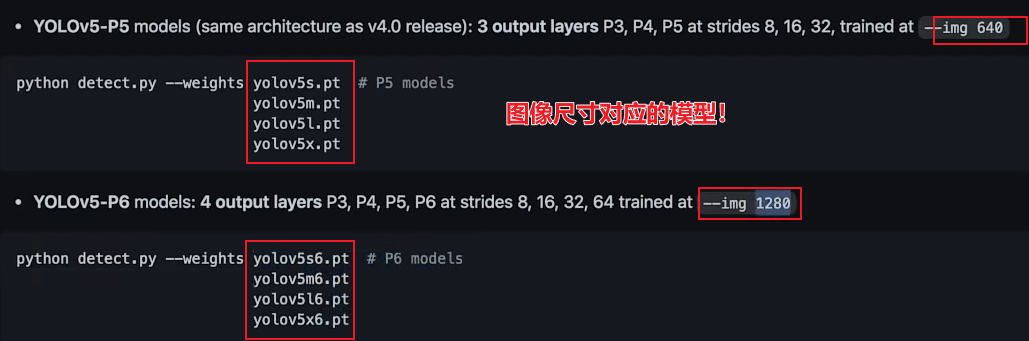 • YOLOv5-P5 models (same architecture as v4.0 release): 3 output layers P3, P4, P5 at strides 8, 16, 32, trained at --img 640
python detect.py --weights yolov5s.pt # P5 models
yolov5m.pt
yolov5l.pt
yolov5x.pt
图像尺寸对应的模型!
• YOLOv5-P6 models: 4 output layers P3, P4, P5, P6 at strides 8, 16, 32, 64 trained at --img 1280
python detect.py --weights yolov5s6.pt # P6 models
yolov5m6.pt
yolov5l6.pt
yolov5x6.pt